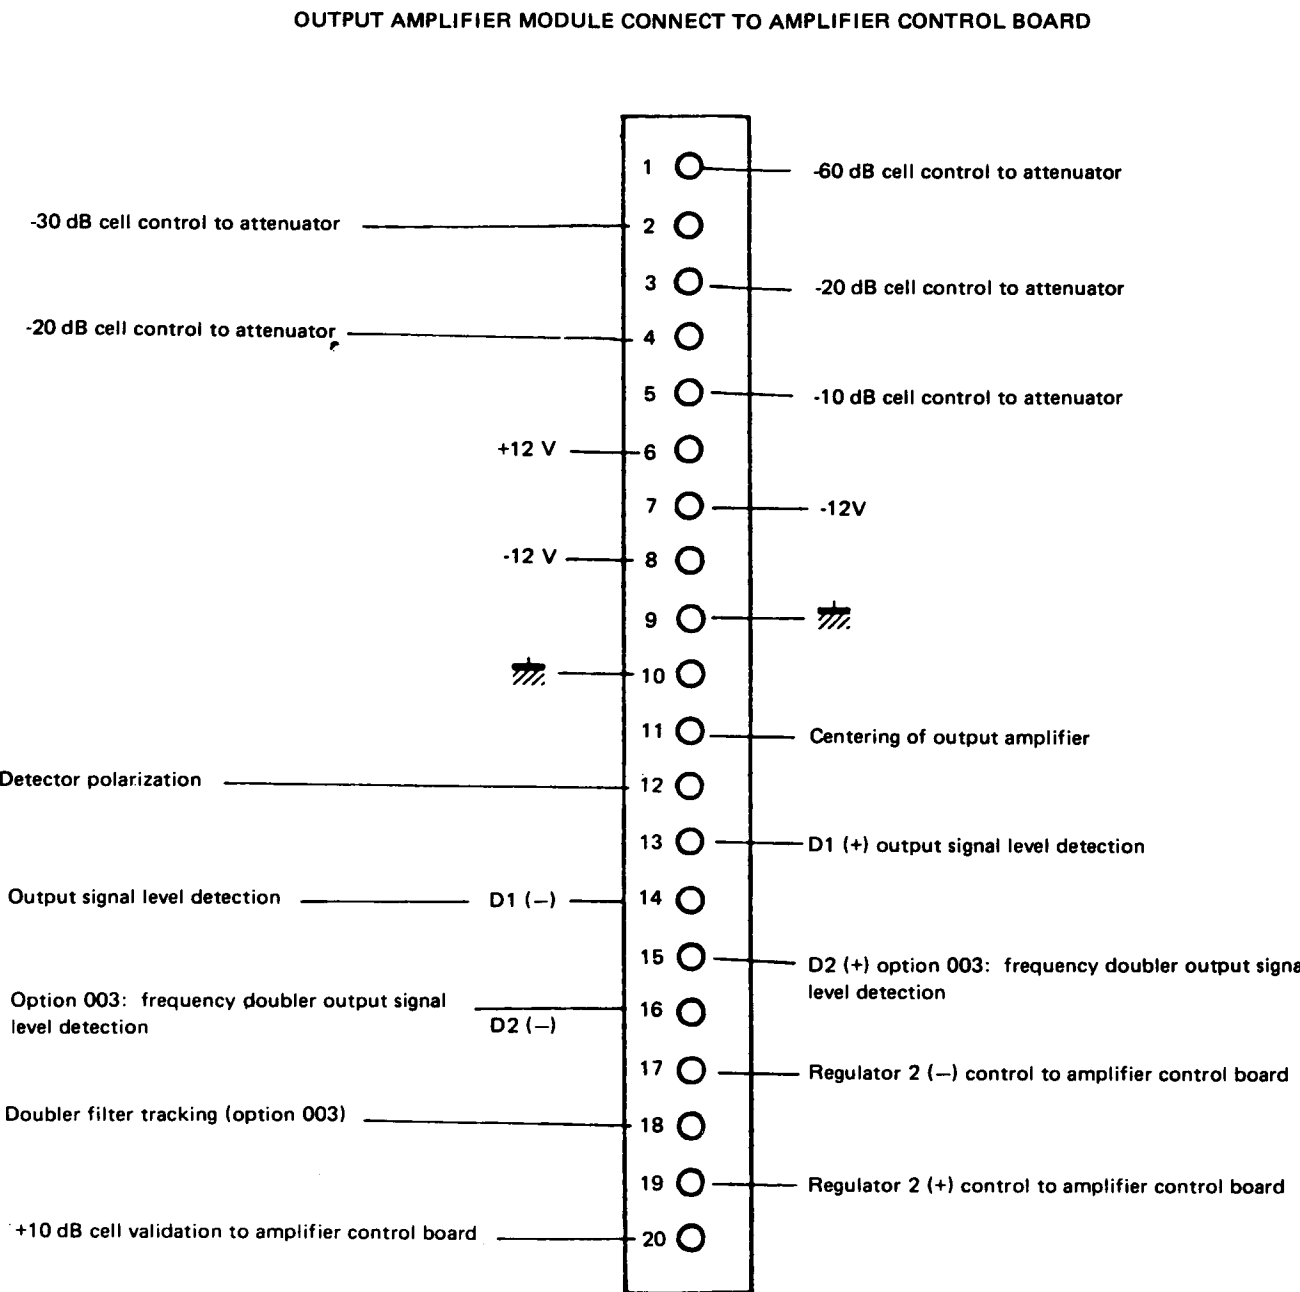 OUTPUT AMPLIFIER MODULE CONNECT TO AMPLIFIER CONTROL BOARD
1 -60 dB cell control to attenuator
-30 dB cell control to attenuator 2
3 -20 dB cell control to attenuator
-20 dB cell control to attenuator 4
5 -10 dB cell control to attenuator
+12 V 6
7 -12V
-12 V 8
9
10
11 Centering of output amplifier
Detector polarization 12
13 D1 (+) output signal level detection
Output signal level detection D1 (—) 14
15 D2 (+) option 003: frequency doubler output signa
level detection
Option 003: frequency doubler output signal 16
level detection D2 (—)
17 Regulator 2 (—) control to amplifier control board
Doubler filter tracking (option 003) 18
19 Regulator 2 (+) control to amplifier control board
+10 dB cell validation to amplifier control board 20